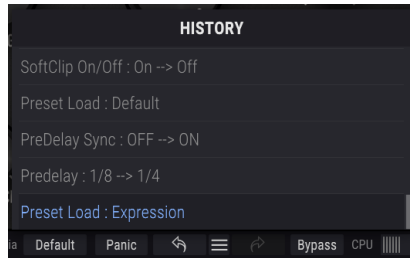 HISTORY
SoftClip On/Off : On --> Off
Preset Load : Default
PreDelay Sync : OFF --> ON
Predelay : 1/8 --> 1/4
Preset Load : Expression
ia Default Panic Bypass CPU